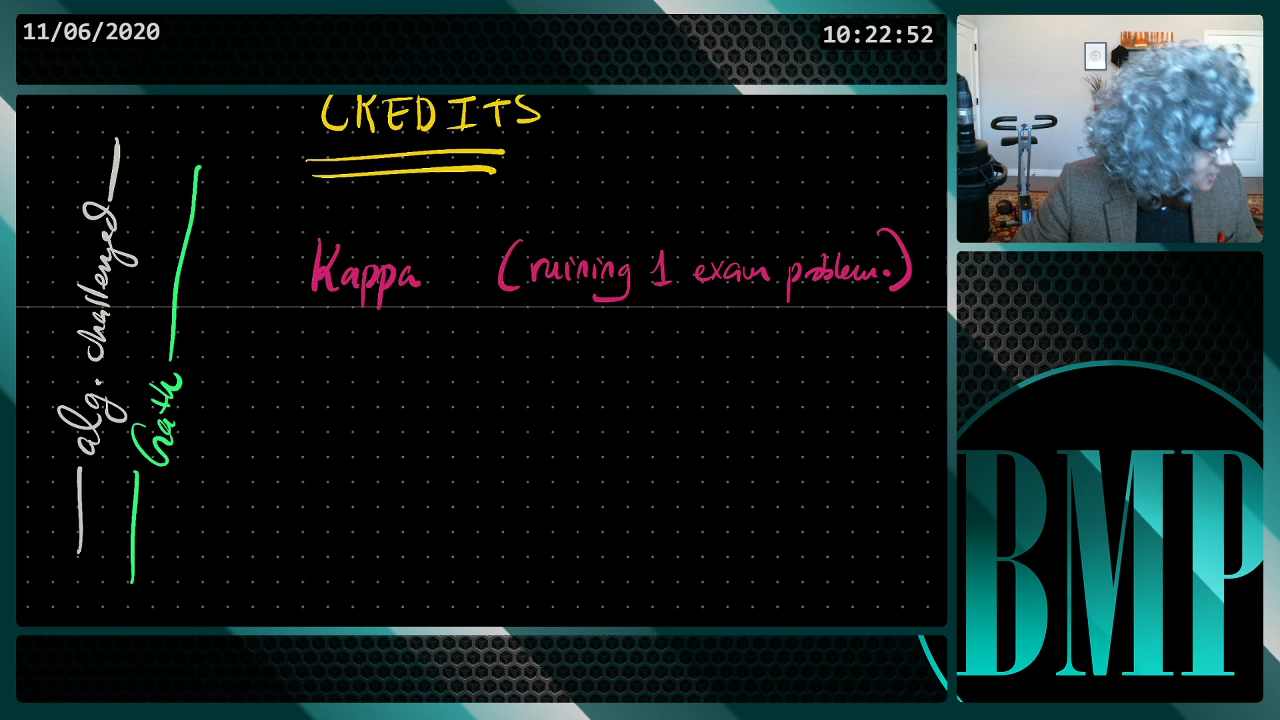 11/06/2020
10:22:52
CREDITS
Kappa (ruining 1 exam problem.)
alg. challenged
Gath
BMP